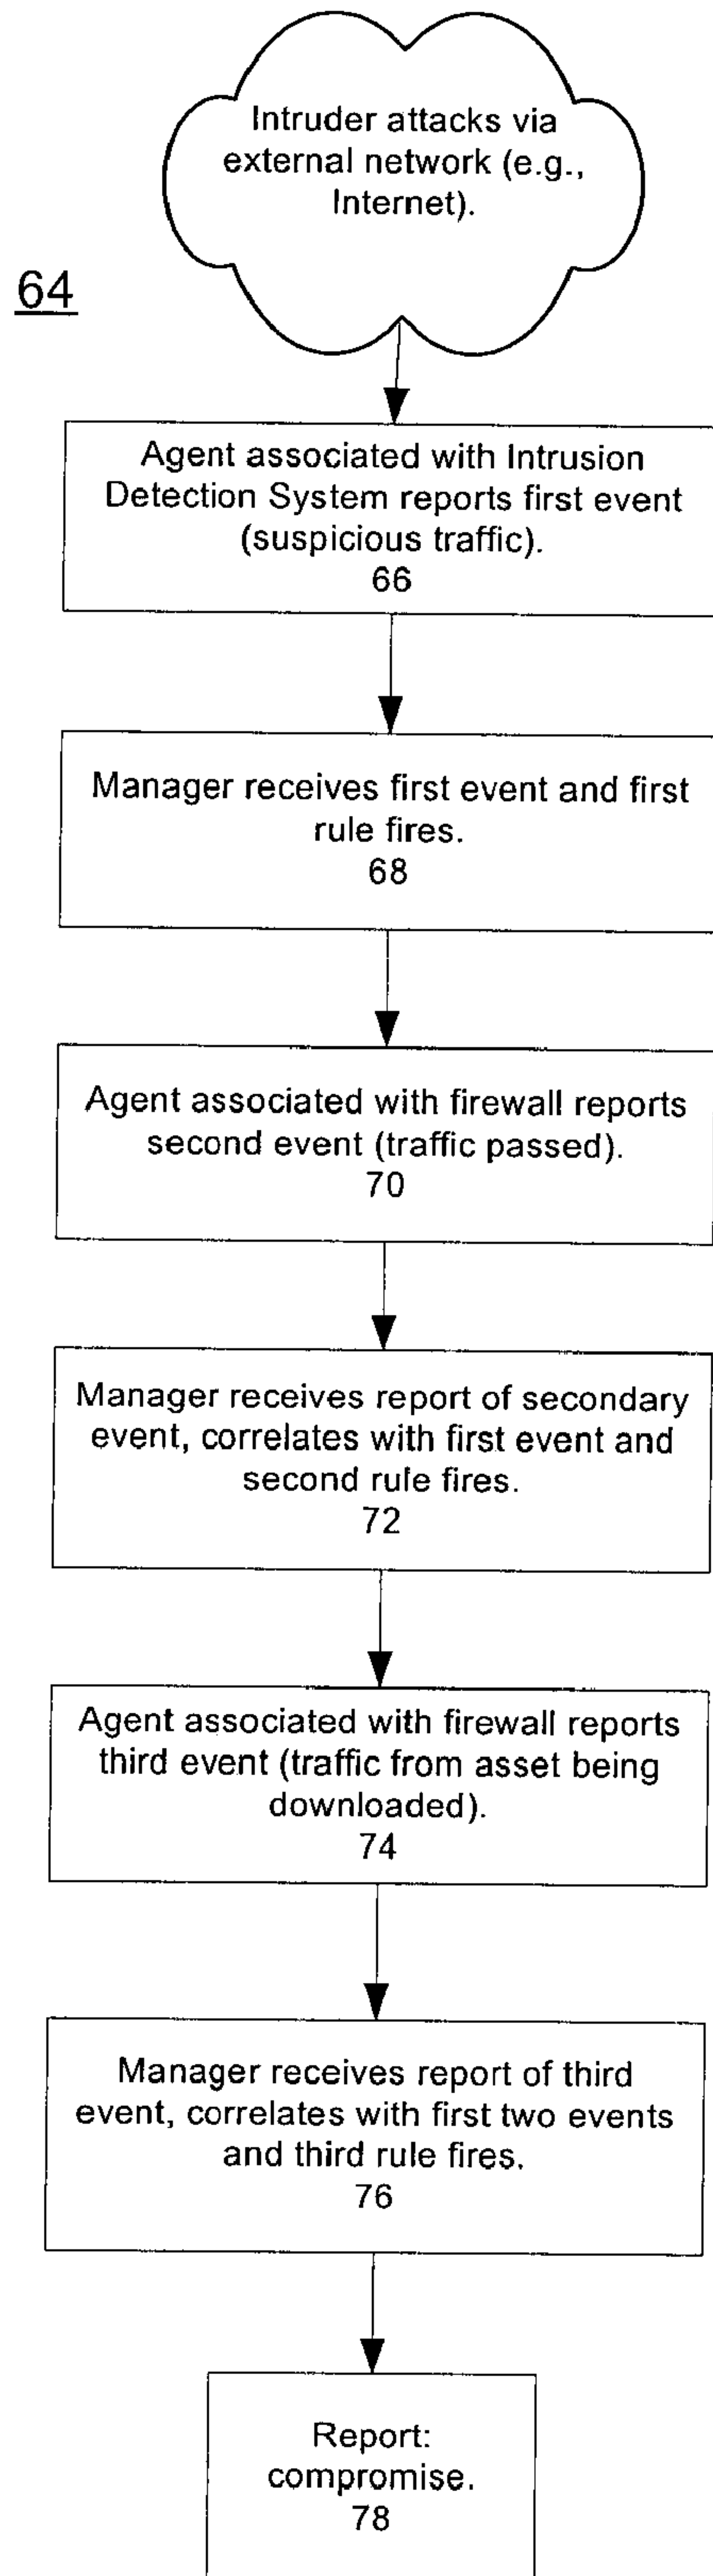 Intruder attacks via
external network (e.g.,
Internet).
64
Agent associated with Intrusion
Detection System reports first event
(suspicious traffic).
66
Manager receives first event and first
rule fires.
68
Agent associated with firewall reports
second event (traffic passed).
70
Manager receives report of secondary
event, correlates with first event and
second rule fires.
72
Agent associated with firewall reports
third event (traffic from asset being
downloaded).
74
Manager receives report of third
event, correlates with first two events
and third rule fires.
76
Report:
compromise.
78